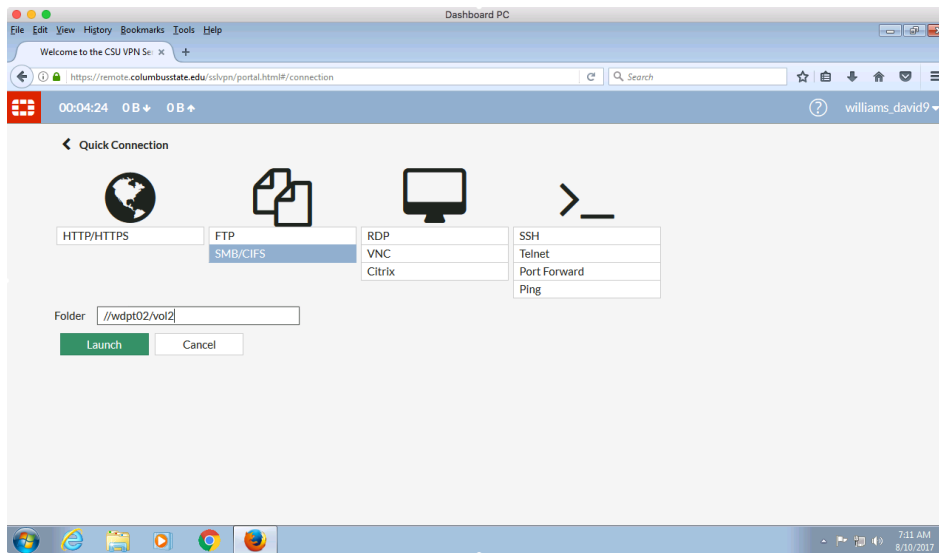 Dashboard PC
File Edit View History Bookmarks Tools Help
Welcome to the CSU VPN Se
https://remote.columbusstate.edu/sslvpn/portal.html#/connection
Search
00:04:24 0 B 0 B
williams_david9
Quick Connection
HTTP/HTTPS FTP RDP SSH
SMB/CIFS VNC Telnet
Citrix Port Forward
Ping
Folder //wdpt02/vol2
Launch Cancel
7:11 AM
8/10/2017